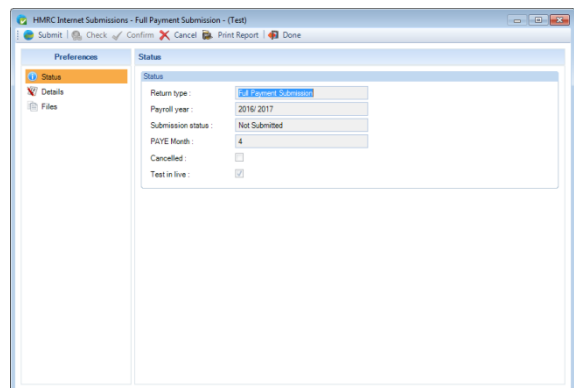 HMRC Internet Submissions - Full Payment Submission - (Test)
Submit Check Confirm Cancel Print Report Done
Preferences Status
Status Status
Details Return type : Full Payment Submission
Files Payroll year : 2016/ 2017
Submission status : Not Submitted
PAYE Month : 4
Cancelled :
Test in live :